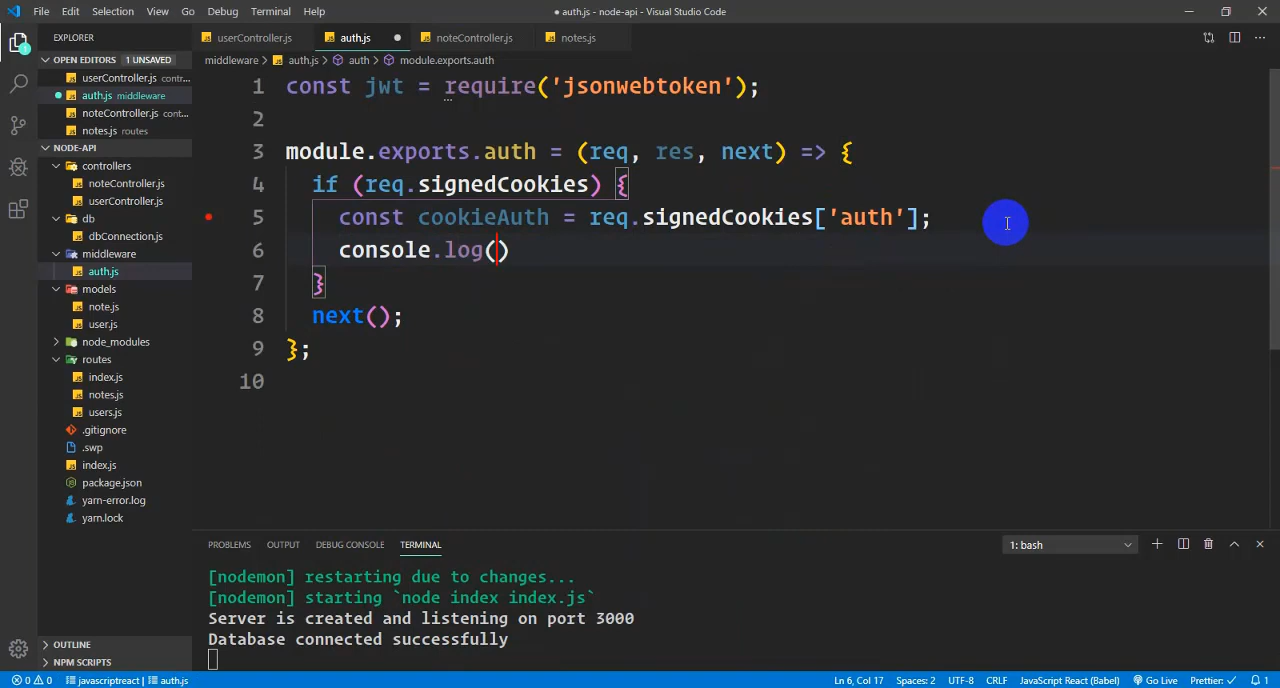 File Edit Selection View Go Debug Terminal Help
● auth.js - node-api - Visual Studio Code
EXPLORER
OPEN EDITORS 1 UNSAVED
userController.js contr...
auth.js middleware
noteController.js cont...
notes.js routes
NODE-API
controllers
noteController.js
userController.js
db
dbConnection.js
middleware
auth.js
models
note.js
user.js
node_modules
routes
index.js
notes.js
users.js
.gitignore
.swp
index.js
package.json
yarn-error.log
yarn.lock
OUTLINE
NPM SCRIPTS
userController.js auth.js noteController.js notes.js
middleware > auth.js > auth > module.exports.auth
1 const jwt = require('jsonwebtoken');
2
3 module.exports.auth = (req, res, next) => {
4 if (req.signedCookies) {
5 const cookieAuth = req.signedCookies['auth'];
6 console.log()
7 }
8 next();
9 };
10
PROBLEMS OUTPUT DEBUG CONSOLE TERMINAL 1: bash
[nodemon] restarting due to changes...
[nodemon] starting `node index index.js`
Server is created and listening on port 3000
Database connected successfully
0 0 javascriptreact auth.js Ln 6, Col 17 Spaces: 2 UTF-8 CRLF JavaScript React (Babel) Go Live Prettier: ✓ 1